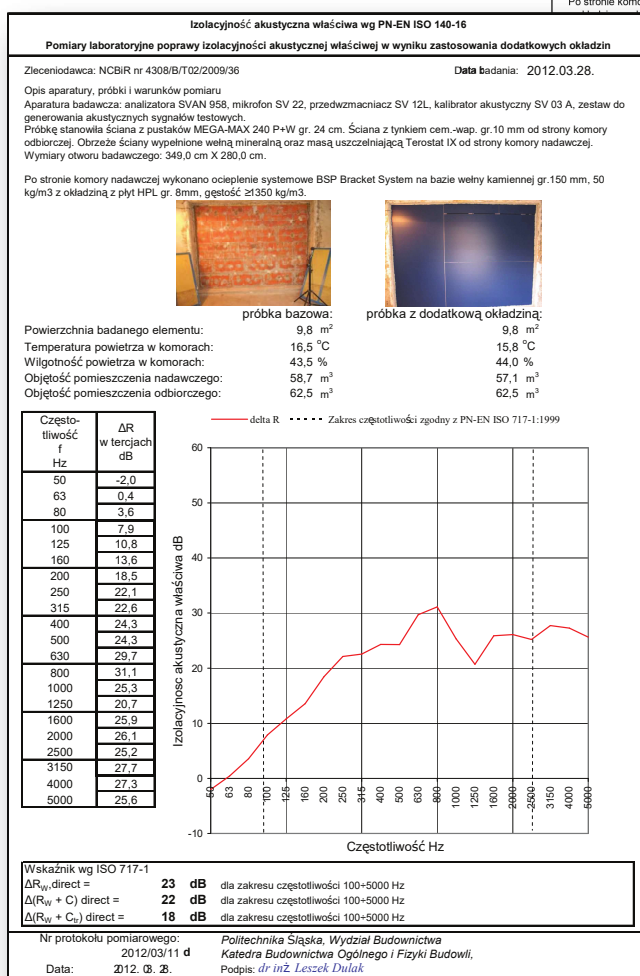 Po stronie komo
Izolacyjność akustyczna właściwa wg PN-EN ISO 140-16
Pomiary laboratoryjne poprawy izolacyjności akustycznej właściwej w wyniku zastosowania dodatkowych okładzin
Zleceniodawca: NCBiR nr 4308/B/T02/2009/36 Data badania: 2012.03.28.
Opis aparatury, próbki i warunków pomiaru
Aparatura badawcza: analizatora SVAN 958, mikrofon SV 22, przedwzmacniacz SV 12L, kalibrator akustyczny SV 03 A, zestaw do
generowania akustycznych sygnałów testowych.
Próbkę stanowiła ściana z pustaków MEGA-MAX 240 P+W gr. 24 cm. Ściana z tynkiem cem.-wap. gr.10 mm od strony komory
odbiorczej. Obrzeże ściany wypełnione wełną mineralną oraz masą uszczelniającą Terostat IX od strony komory nadawczej.
Wymiary otworu badawczego: 349,0 cm X 280,0 cm.
Po stronie komory nadawczej wykonano ocieplenie systemowe BSP Bracket System na bazie wełny kamiennej gr.150 mm, 50
kg/m3 z okładziną z płyt HPL gr. 8mm, gęstość ≥1350 kg/m3.
próbka bazowa: próbka z dodatkową okładziną:
Powierzchnia badanego elementu: 9,8 m² 9,8 m²
Temperatura powietrza w komorach: 16,5 °C 15,8 °C
Wilgotność powietrza w komorach: 43,5 % 44,0 %
Objętość pomieszczenia nadawczego: 58,7 m³ 57,1 m³
Objętość pomieszczenia odbiorczego: 62,5 m³ 62,5 m³
Często-
tliwość
f
Hz
ΔR
w tercjach
dB
50 -2,0
63 0,4
80 3,6
100 7,9
125 10,8
160 13,6
200 18,5
250 22,1
315 22,6
400 24,3
500 24,3
630 29,7
800 31,1
1000 25,3
1250 20,7
1600 25,9
2000 26,1
2500 25,2
3150 27,7
4000 27,3
5000 25,6
delta R Zakres częstotliwości zgodny z PN-EN ISO 717-1:1999
Izolacyjnosc akustyczna właściwa dB
60
50
40
30
20
10
0
-10
50 63 80 100 125 160 200 250 315 400 500 630 800 1000 1250 1600 2000 2500 3150 4000 5000
Częstotliwość Hz
Wskaźnik wg ISO 717-1
ΔRW,direct = 23 dB dla zakresu częstotliwości 100÷5000 Hz
Δ(RW + C) direct = 22 dB dla zakresu częstotliwości 100÷5000 Hz
Δ(RW + Ctr) direct = 18 dB dla zakresu częstotliwości 100÷5000 Hz
Nr protokołu pomiarowego: Politechnika Śląska, Wydział Budownictwa
2012/03/11 d Katedra Budownictwa Ogólnego i Fizyki Budowli,
Data: 2012. 03. 28. Podpis: dr inż. Leszek Dulak